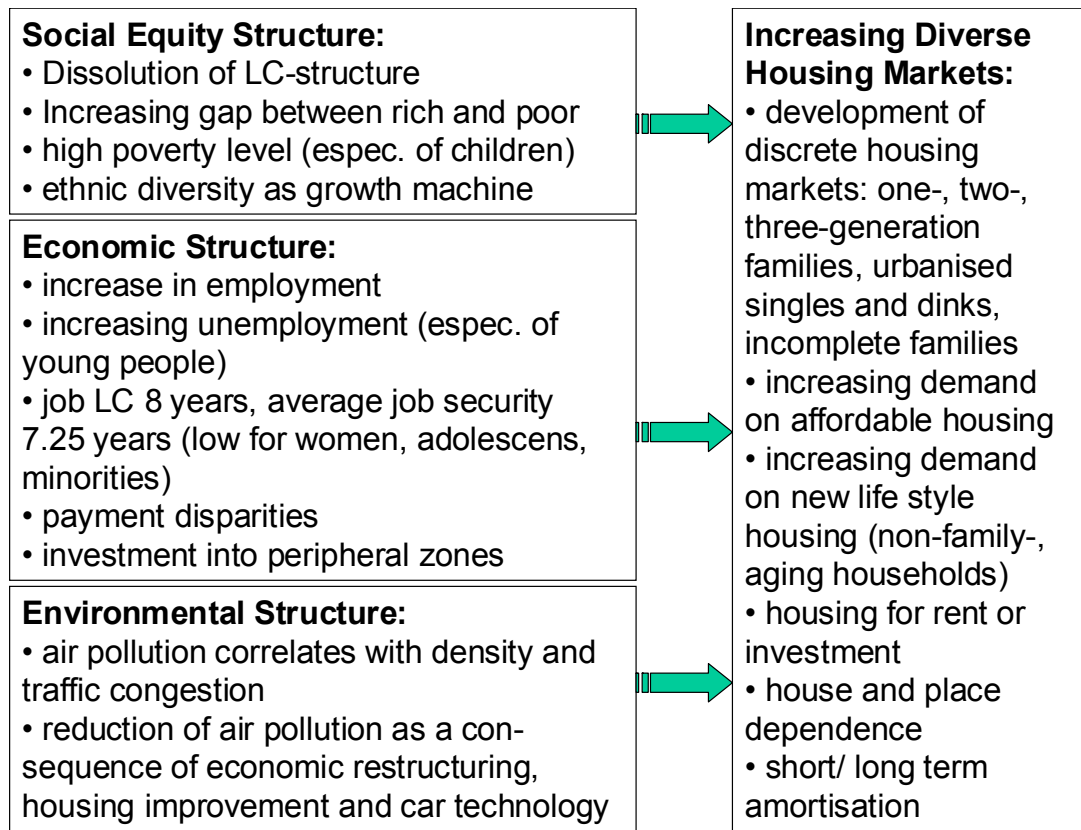 Social Equity Structure:
• Dissolution of LC-structure
• Increasing gap between rich and poor
• high poverty level (espec. of children)
• ethnic diversity as growth machine
Economic Structure:
• increase in employment
• increasing unemployment (espec. of
young people)
• job LC 8 years, average job security
7.25 years (low for women, adolescens,
minorities)
• payment disparities
• investment into peripheral zones
Environmental Structure:
• air pollution correlates with density and
traffic congestion
• reduction of air pollution as a con-
sequence of economic restructuring,
housing improvement and car technology
Increasing Diverse
Housing Markets:
• development of
discrete housing
markets: one-, two-,
three-generation
families, urbanised
singles and dinks,
incomplete families
• increasing demand
on affordable housing
• increasing demand
on new life style
housing (non-family-,
aging households)
• housing for rent or
investment
• house and place
dependence
• short/ long term
amortisation